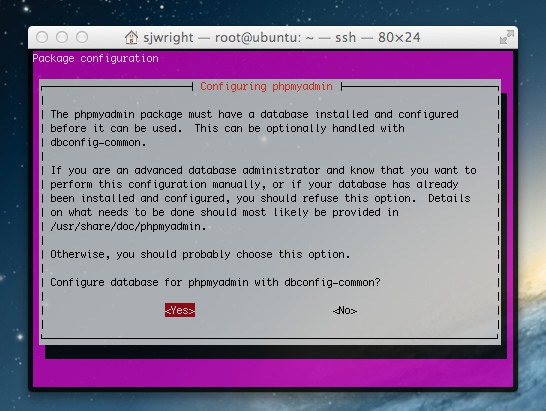 sjwright — root@ubuntu: ~ — ssh — 80×24
Package configuration
Configuring phpmyadmin
The phpmyadmin package must have a database installed and configured
before it can be used.  This can be optionally handled with
dbconfig-common.
If you are an advanced database administrator and know that you want to
perform this configuration manually, or if your database has already
been installed and configured, you should refuse this option.  Details
on what needs to be done should most likely be provided in
/usr/share/doc/phpmyadmin.
Otherwise, you should probably choose this option.
Configure database for phpmyadmin with dbconfig-common?
<Yes> <No>